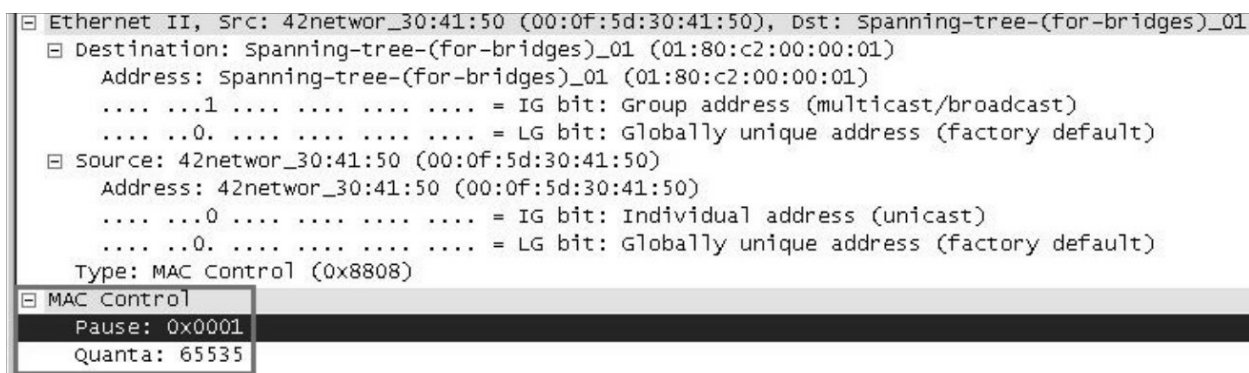 Ethernet II, Src: 42networ_30:41:50 (00:0f:5d:30:41:50), Dst: Spanning-tree-(for-bridges)_01
Destination: Spanning-tree-(for-bridges)_01 (01:80:c2:00:00:01)
Address: Spanning-tree-(for-bridges)_01 (01:80:c2:00:00:01)
.... ...1 .... .... .... .... = IG bit: Group address (multicast/broadcast)
.... ..0. .... .... .... .... = LG bit: Globally unique address (factory default)
Source: 42networ_30:41:50 (00:0f:5d:30:41:50)
Address: 42networ_30:41:50 (00:0f:5d:30:41:50)
.... ...0 .... .... .... .... = IG bit: Individual address (unicast)
.... ..0. .... .... .... .... = LG bit: Globally unique address (factory default)
Type: MAC Control (0x8808)
MAC Control
Pause: 0x0001
Quanta: 65535